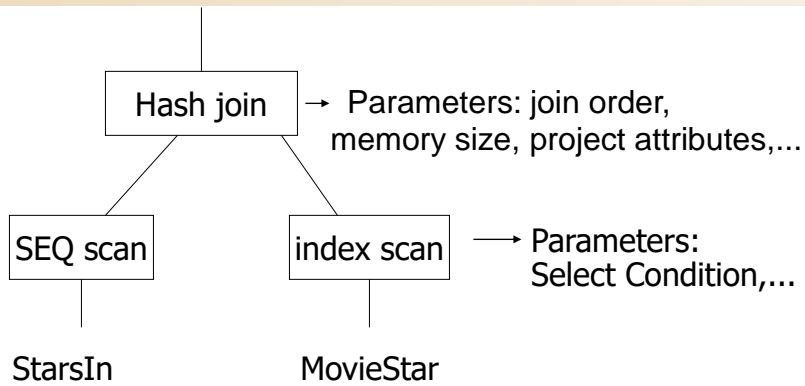 Hash join
Parameters: join order,
memory size, project attributes,...
SEQ scan
index scan
Parameters:
Select Condition,...
StarsIn
MovieStar